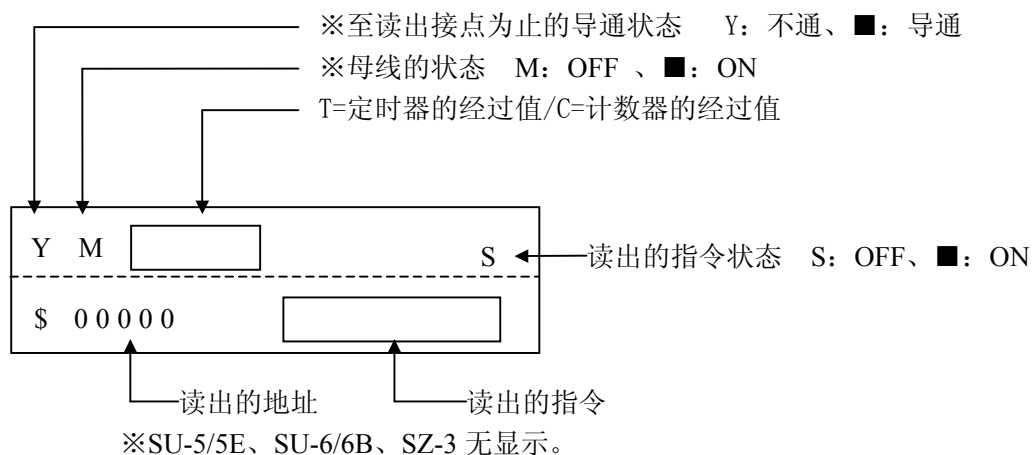 ※至读出接点为止的导通状态 Y：不通、■：导通
※母线的状态 M：OFF 、■：ON
T=定时器的经过值/C=计数器的经过值
Y M
S
读出的指令状态 S：OFF、■：ON
$ 0 0 0 0 0
读出的地址
读出的指令
※SU-5/5E、SU-6/6B、SZ-3 无显示。